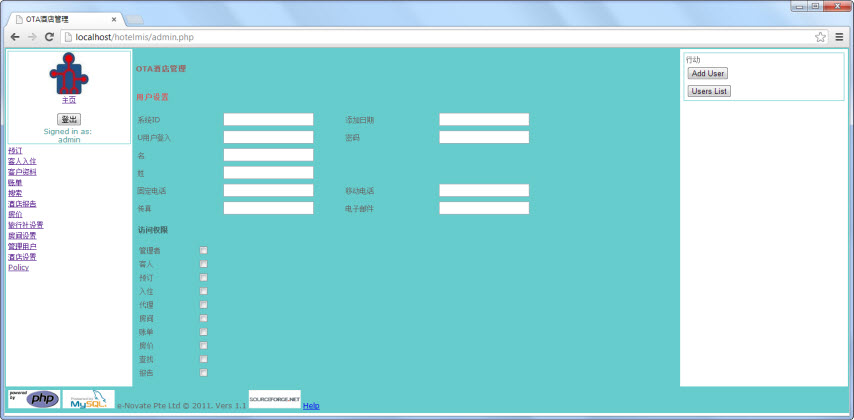 OTA酒店管理
localhost/hotelmis/admin.php
主页
登出
Signed in as:
admin
预订
客人入住
客户资料
账单
搜索
酒店报告
房价
旅行社设置
房间设置
管理用户
酒店设置
Policy
OTA酒店管理
用户设置
系统ID 添加日期
U用户登入 密码
名
姓
固定电话 移动电话
传真 电子邮件
访问权限
管理者
客人
预订
入住
代理
房间
账单
房价
查找
报告
行动
Add User
Users List
powered by php
Powered by MySQL
e-Novate Pte Ltd © 2011. Vers 1.1
SOURCEFORGE.NET
Help